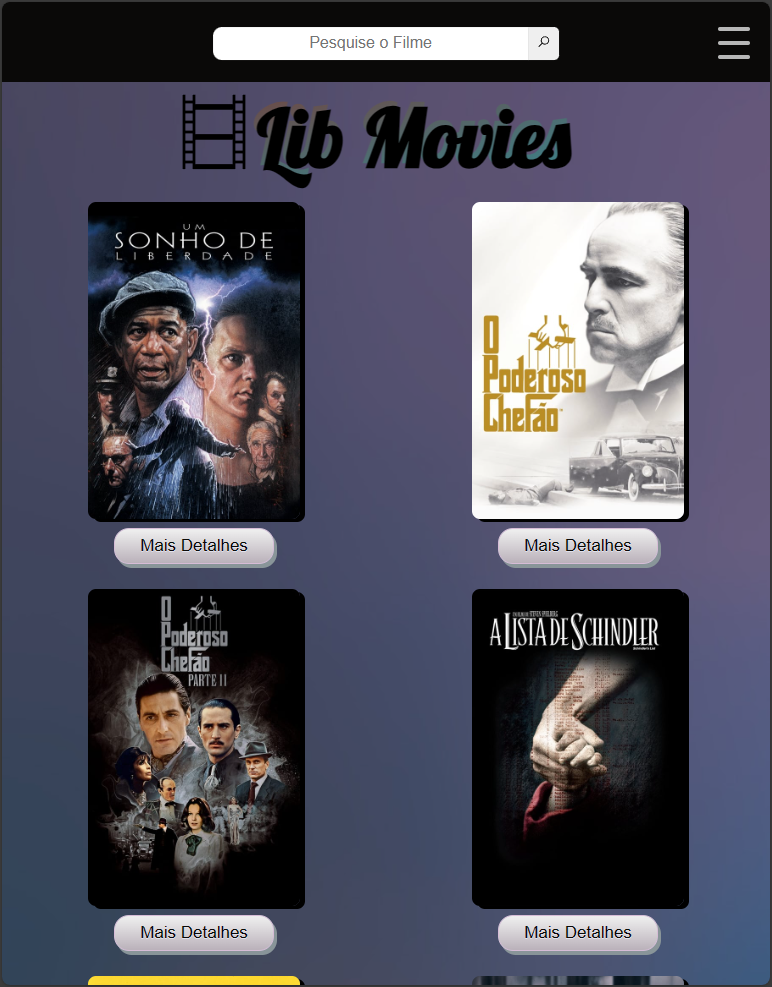 Pesquise o Filme
Lib Movies
UM
SONHO DE
LIBERDADE
O
Poderoso
Chefão
Mais Detalhes
Mais Detalhes
O
Poderoso
Chefão
PARTE II
A LISTA DE SCHINDLER
Mais Detalhes
Mais Detalhes